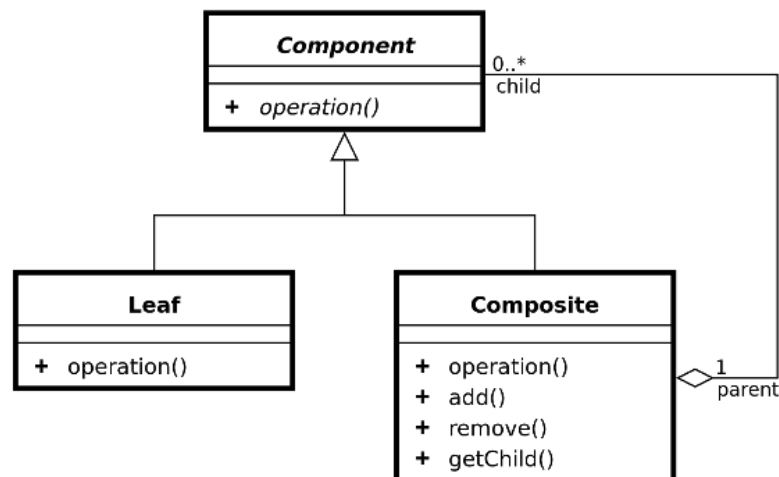 Component
0..*
child
+ operation()
Leaf
+ operation()
Composite
+ operation()
+ add()
+ remove()
+ getChild()
1
parent